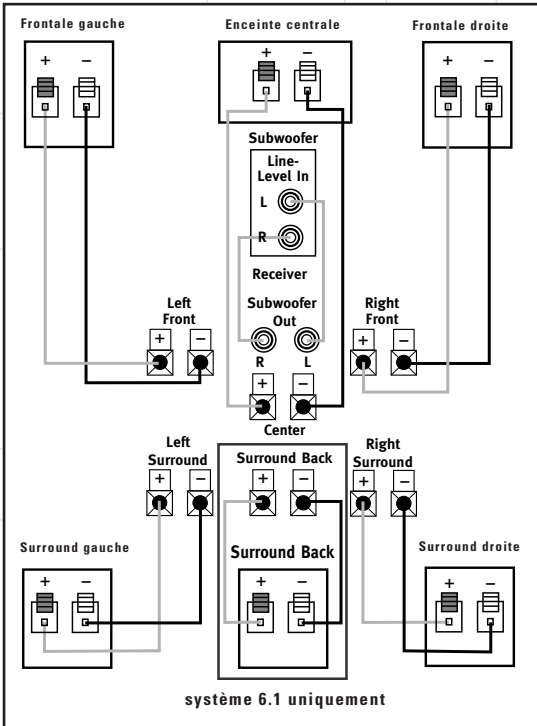 Frontale gauche
Enceinte centrale
Frontale droite
+ −
+ −
+ −
Subwoofer
Line-
Level In
L
R
Receiver
Subwoofer
Out
R L
Left
Front
+ −
Right
Front
+ −
+ −
Center
Left
Surround
+ −
Surround Back
+ −
Right
Surround
+ −
Surround gauche
+ −
Surround Back
+ −
Surround droite
+ −
système 6.1 uniquement